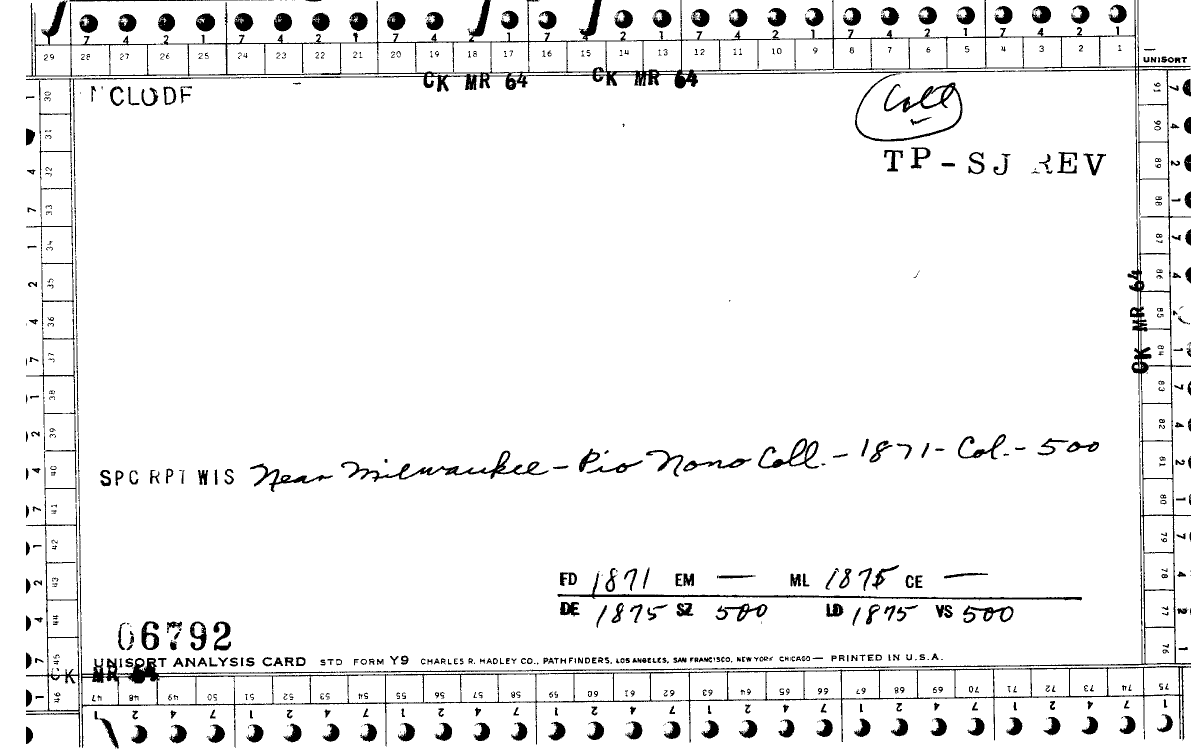 7 4 2 1 7 4 2 1 7 4 2 1 7 4 2 1 7 4 2 1 7 4 2 1
29 28 27 26 25 24 23 22 21 20 19 18 17 16 15 14 13 12 11 10 9 8 7 6 5 4 3 2 1
UNISORT
CK MR 64 CK MR 64
NCLODF
Coll
TP-SJ REV
30 31 32 33 34 35 36 37 38 39 40 41 42 43 44 45 46
91 90 89 88 87 86 85 84 83 82 81 80 79 78 77 76
CK MR 64
SPC RPT WIS Near Milwaukee - Pio Nono Coll. - 1871 - Col. - 500
FD 1871 EM — ML 1875 CE —
DE 1875 SZ 500 LD 1875 VS 500
06792
UNISORT ANALYSIS CARD STD FORM Y9 CHARLES R. HADLEY CO., PATHFINDERS, LOS ANGELES, SAN FRANCISCO, NEW YORK CHICAGO — PRINTED IN U.S.A.
CK MR 64
47 48 49 50 51 52 53 54 55 56 57 58 59 60 61 62 63 64 65 66 67 68 69 70 71 72 73 74 75
1 2 4 7 1 2 4 7 1 2 4 7 1 2 4 7 1 2 4 7 1 2 4 7 1 2 4 7 1